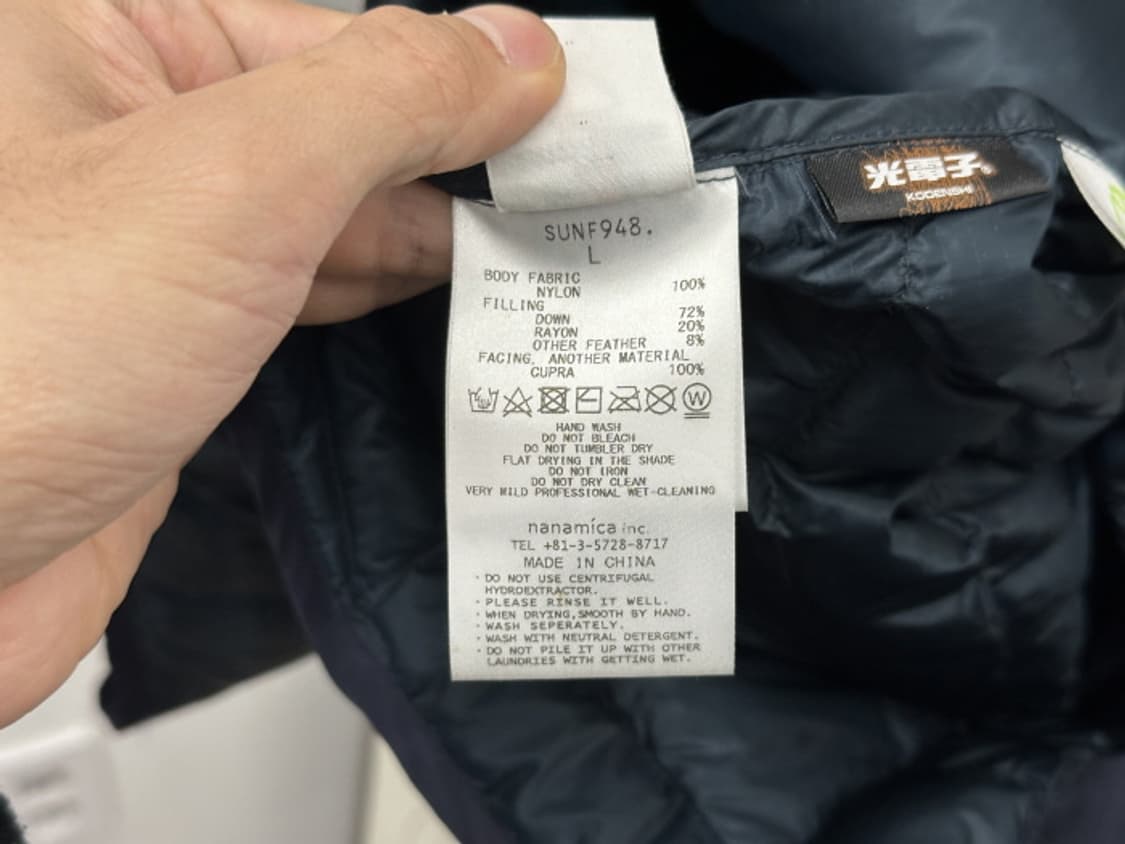 SUNF948.
L
BODY FABRIC
NYLON 100%
FILLING
DOWN 72%
RAYON 20%
OTHER FEATHER 8%
FACING, ANOTHER MATERIAL
CUPRA 100%
W
HAND WASH
DO NOT BLEACH
DO NOT TUMBLER DRY
FLAT DRYING IN THE SHADE
DO NOT IRON
DO NOT DRY CLEAN
VERY MILD PROFESSIONAL WET-CLEANING
nanamica inc.
TEL +81-3-5728-8717
MADE IN CHINA
・DO NOT USE CENTRIFUGAL
HYDROEXTRACTOR.
・PLEASE RINSE IT WELL.
・WHEN DRYING,SMOOTH BY HAND.
・WASH SEPERATELY.
・WASH WITH NEUTRAL DETERGENT.
・DO NOT PILE IT UP WITH OTHER
LAUNDRIES WITH GETTING WET.
光電子®
KODENSHI